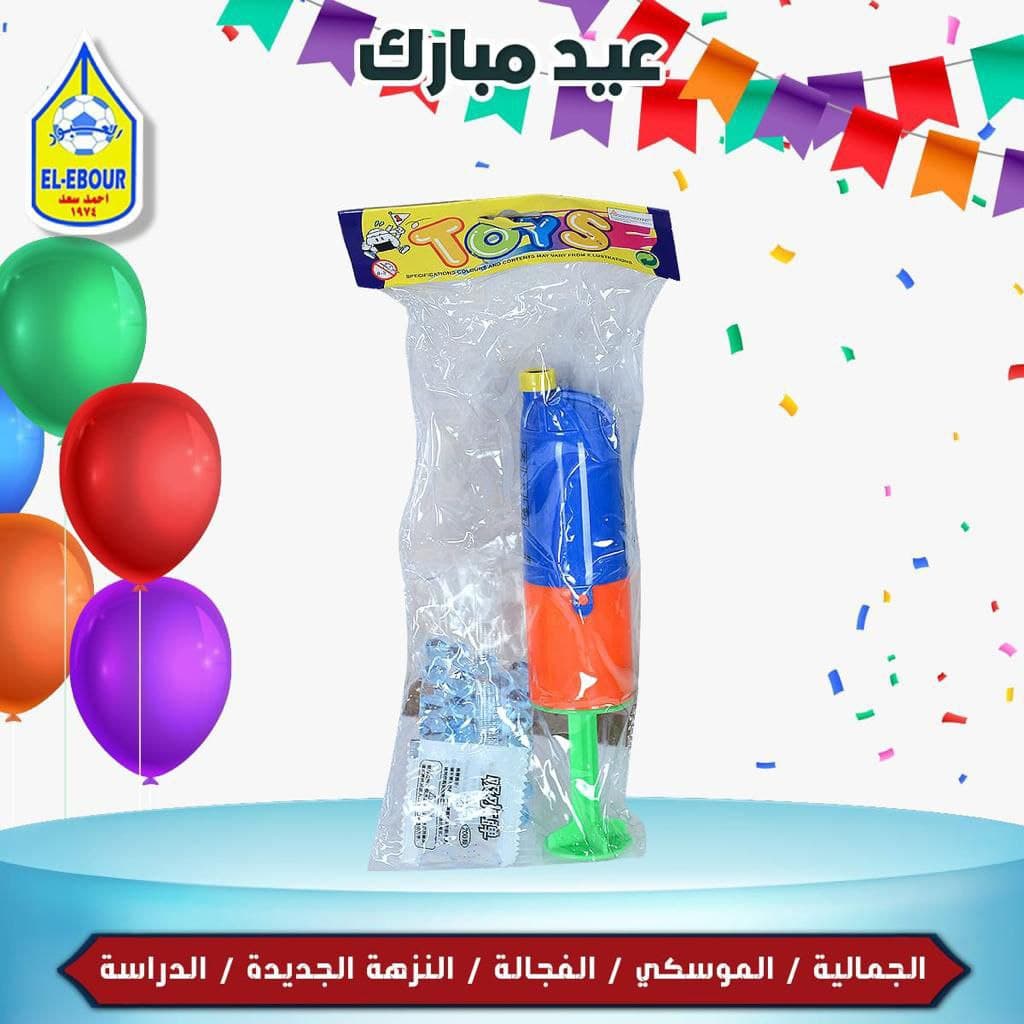 عيد مبارك
العبور
EL-EBOUR
احمد سعد
١٩٧٤
TOYS
SPECIFICATIONS COLOURS AND CONTENTS MAY VARY FROM ILLUSTRATIONS
الجمالية / الموسكي / الفجالة / النزهة الجديدة / الدراسة